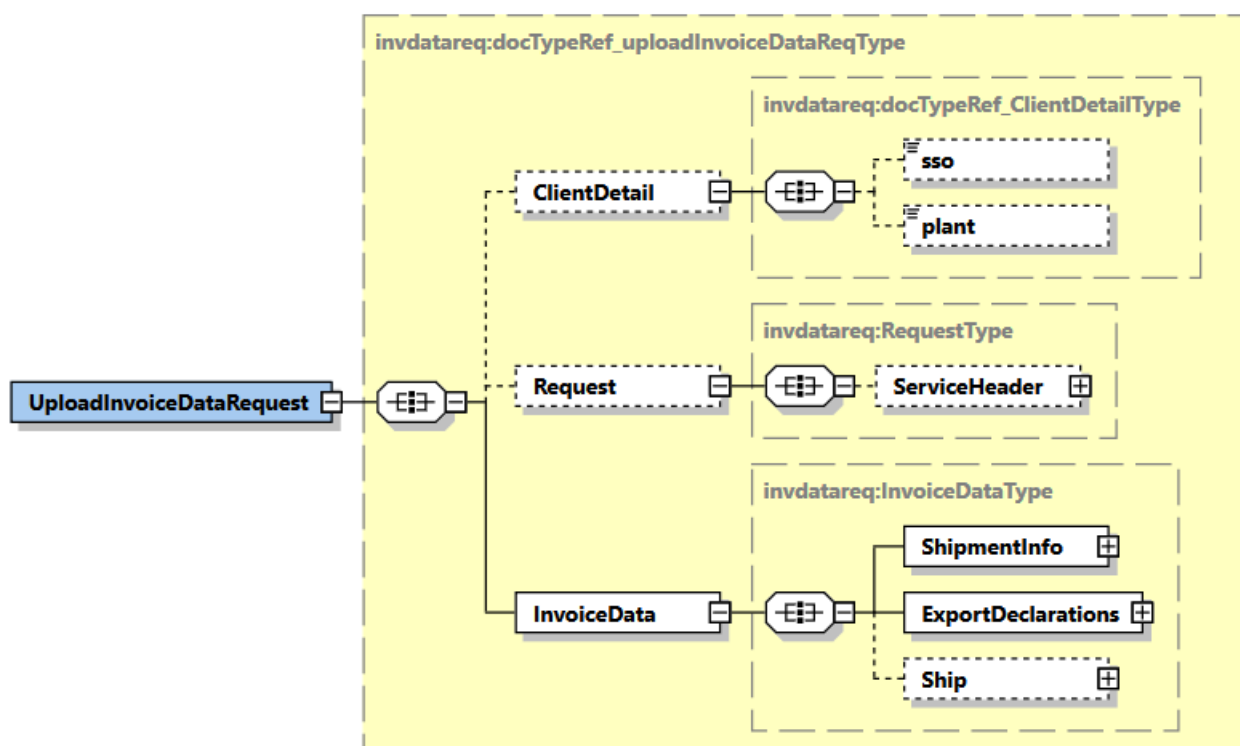 invdatareq:docTypeRef_uploadInvoiceDataReqType
invdatareq:docTypeRef_ClientDetailType
sso
ClientDetail
plant
invdatareq:RequestType
UploadInvoiceDataRequest
Request
ServiceHeader
invdatareq:InvoiceDataType
ShipmentInfo
InvoiceData
ExportDeclarations
Ship